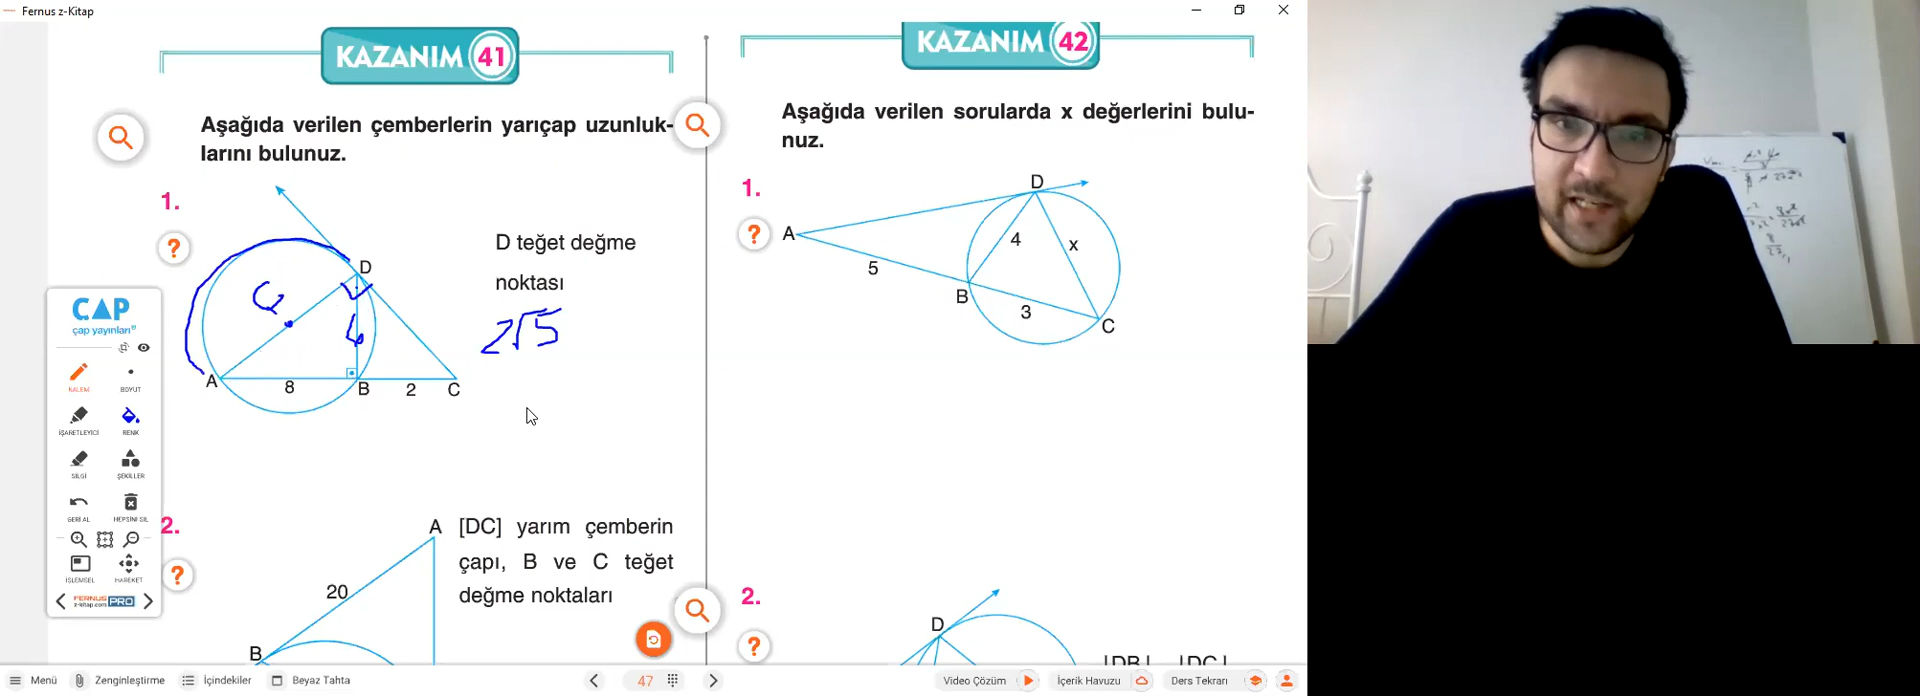 Fernus z-Kitap
KAZANIM 41
Aşağıda verilen çemberlerin yarıçap uzunluk-
larını bulunuz.
1.
?
D teğet değme
noktası
2√5
D
A
8
B
2
C
2.
?
A
20
B
[DC] yarım çemberin
çapı, B ve C teğet
değme noktaları
KAZANIM 42
Aşağıda verilen sorularda x değerlerini bulu-
nuz.
1.
?
D
A
4
x
5
B
3
C
2.
?
D
|DB| |DC|
ÇAP
çap yayınları
KALEM
BOYUT
İŞARETLEYİCİ
RENK
SİLGİ
ŞEKİLLER
GERİ AL
HEPSİNİ SİL
İŞLEMSEL
HAREKET
FERNUS
z-kitap.com
PRO
Menü
Zenginleştirme
İçindekiler
Beyaz Tahta
47
Video Çözüm
İçerik Havuzu
Ders Tekrarı